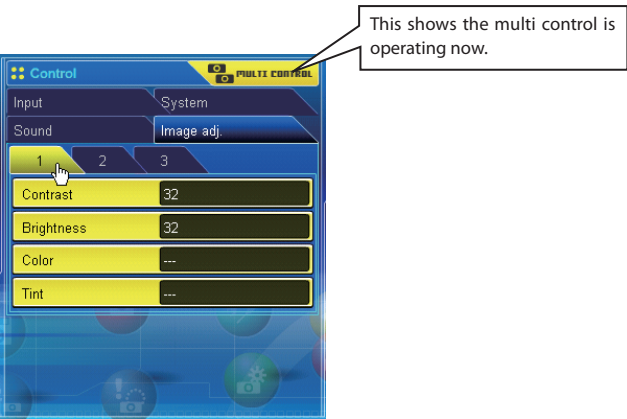 This shows the multi control is
operating now.
Control
MULTI CONTROL
Input
System
Sound
Image adj.
1
2
3
Contrast
32
Brightness
32
Color
---
Tint
---